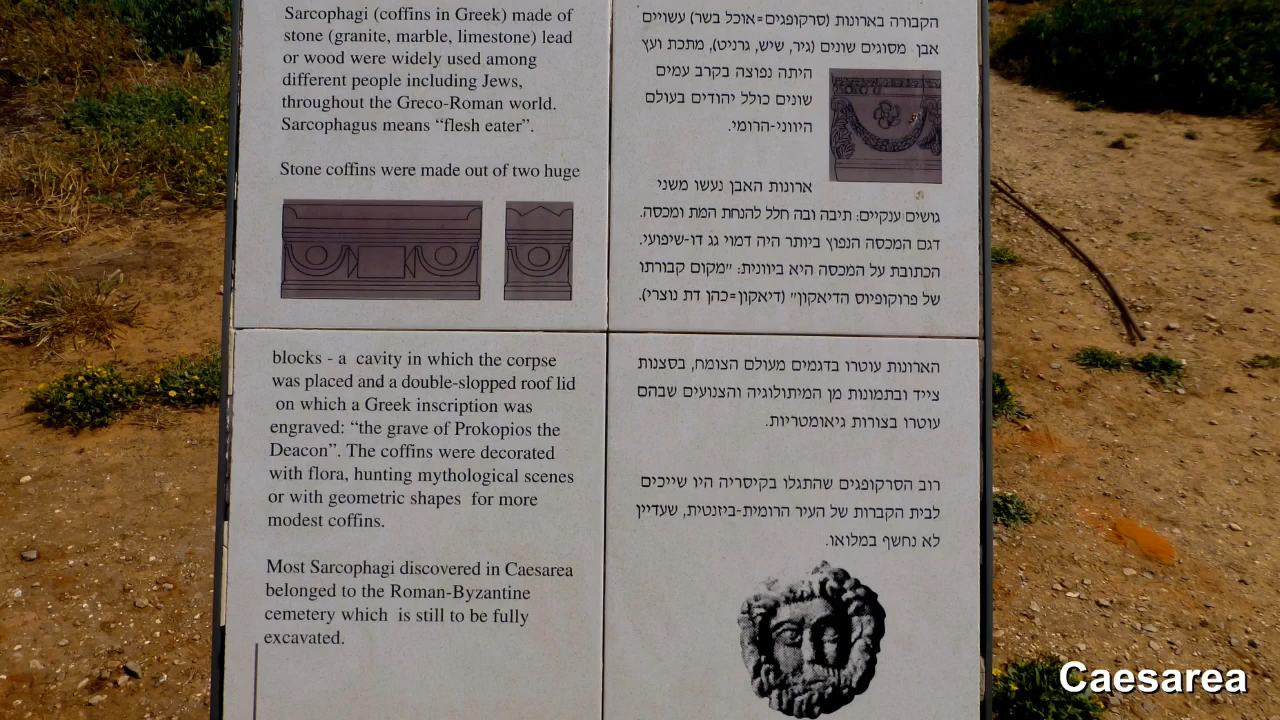 Sarcophagi (coffins in Greek) made of
stone (granite, marble, limestone) lead
or wood were widely used among
different people including Jews,
throughout the Greco-Roman world.
Sarcophagus means “flesh eater”.
Stone coffins were made out of two huge
blocks - a cavity in which the corpse
was placed and a double-slopped roof lid
on which a Greek inscription was
engraved: “the grave of Prokopios the
Deacon”. The coffins were decorated
with flora, hunting mythological scenes
or with geometric shapes for more
modest coffins.
Most Sarcophagi discovered in Caesarea
belonged to the Roman-Byzantine
cemetery which is still to be fully
excavated.
הקבורה בארונות (סרקופגים=אוכל בשר) עשויים
אבן מסוגים שונים (גיר, שיש, גרניט), מתכת ועץ
היתה נפוצה בקרב עמים
שונים כולל יהודים בעולם
היווני-הרומי.
ארונות האבן נעשו משני
גושים ענקיים: תיבה ובה חלל להנחת המת ומכסה.
דגם המכסה הנפוץ ביותר היה דמוי גג דו-שיפועי.
הכתובת על המכסה היא ביוונית: "מקום קבורתו
של פרוקופיוס הדיאקון" (דיאקון=כהן דת נוצרי).
הארונות עוטרו בדגמים מעולם הצומח, בסצנות
צייד ובתמונות מן המיתולוגיה והצנועים שבהם
עוטרו בצורות גיאומטריות.
רוב הסרקופגים שהתגלו בקיסריה היו שייכים
לבית הקברות של העיר הרומית-ביזנטית, שעדיין
לא נחשף במלואו.
Caesarea